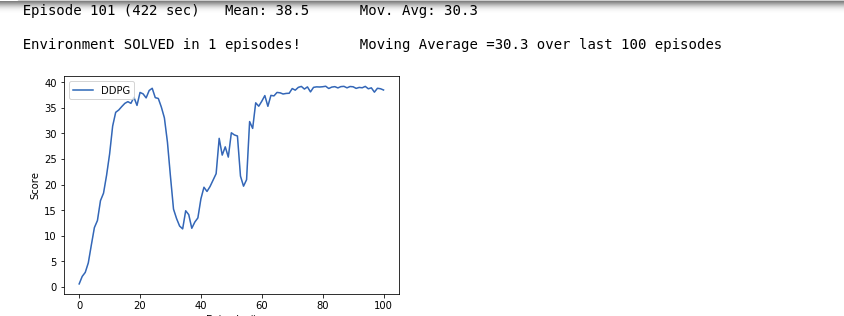 Episode 101 (422 sec) Mean: 38.5 Mov. Avg: 30.3
Environment SOLVED in 1 episodes! Moving Average =30.3 over last 100 episodes
DDPG
Score
40
35
30
25
20
15
10
5
0
0 20 40 60 80 100